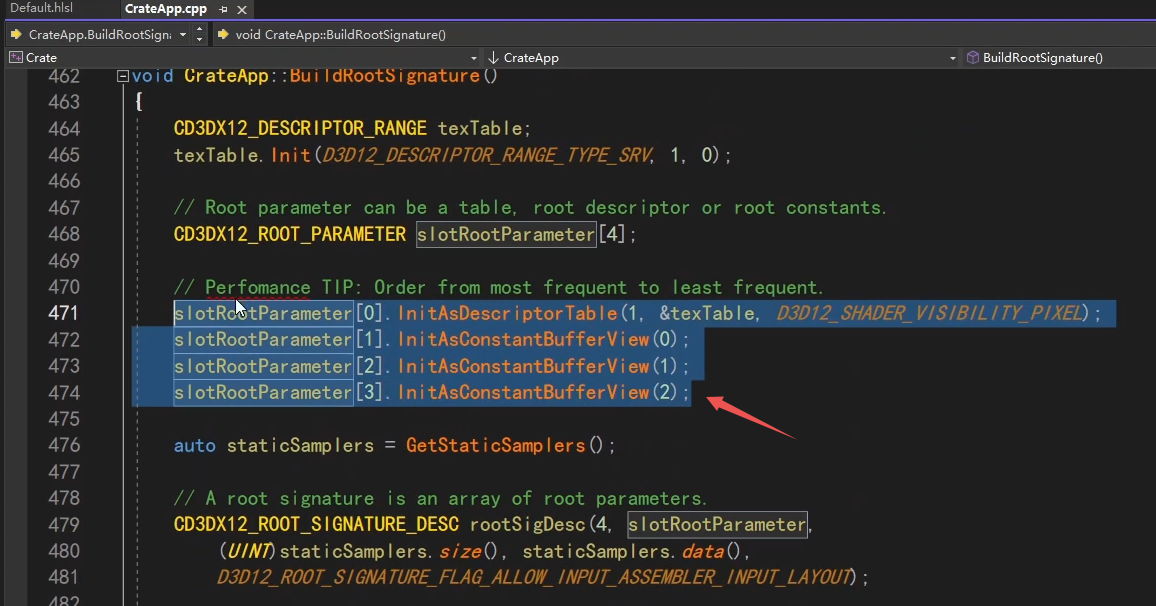 Default.hlsl CrateApp.cpp
CrateApp.BuildRootSigna void CrateApp::BuildRootSignature()
Crate CrateApp BuildRootSignature()
462 void CrateApp::BuildRootSignature()
463 {
464 CD3DX12_DESCRIPTOR_RANGE texTable;
465 texTable.Init(D3D12_DESCRIPTOR_RANGE_TYPE_SRV, 1, 0);
466
467 // Root parameter can be a table, root descriptor or root constants.
468 CD3DX12_ROOT_PARAMETER slotRootParameter[4];
469
470 // Perfomance TIP: Order from most frequent to least frequent.
471 slotRootParameter[0].InitAsDescriptorTable(1, &texTable, D3D12_SHADER_VISIBILITY_PIXEL);
472 slotRootParameter[1].InitAsConstantBufferView(0);
473 slotRootParameter[2].InitAsConstantBufferView(1);
474 slotRootParameter[3].InitAsConstantBufferView(2);
475
476 auto staticSamplers = GetStaticSamplers();
477
478 // A root signature is an array of root parameters.
479 CD3DX12_ROOT_SIGNATURE_DESC rootSigDesc(4, slotRootParameter,
480 (UINT)staticSamplers.size(), staticSamplers.data(),
481 D3D12_ROOT_SIGNATURE_FLAG_ALLOW_INPUT_ASSEMBLER_INPUT_LAYOUT);
482